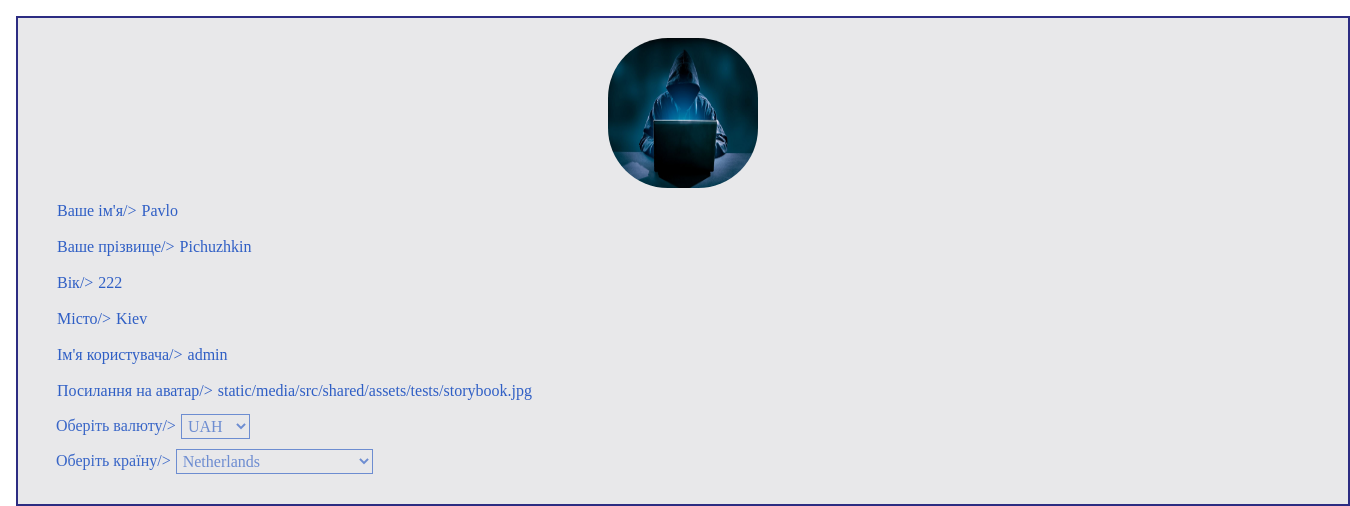 Ваше ім'я/> Pavlo
Ваше прізвище/> Pichuzhkin
Вік/> 222
Місто/> Kiev
Ім'я користувача/> admin
Посилання на аватар/> static/media/src/shared/assets/tests/storybook.jpg
Оберіть валюту/> UAH
Оберіть країну/> Netherlands